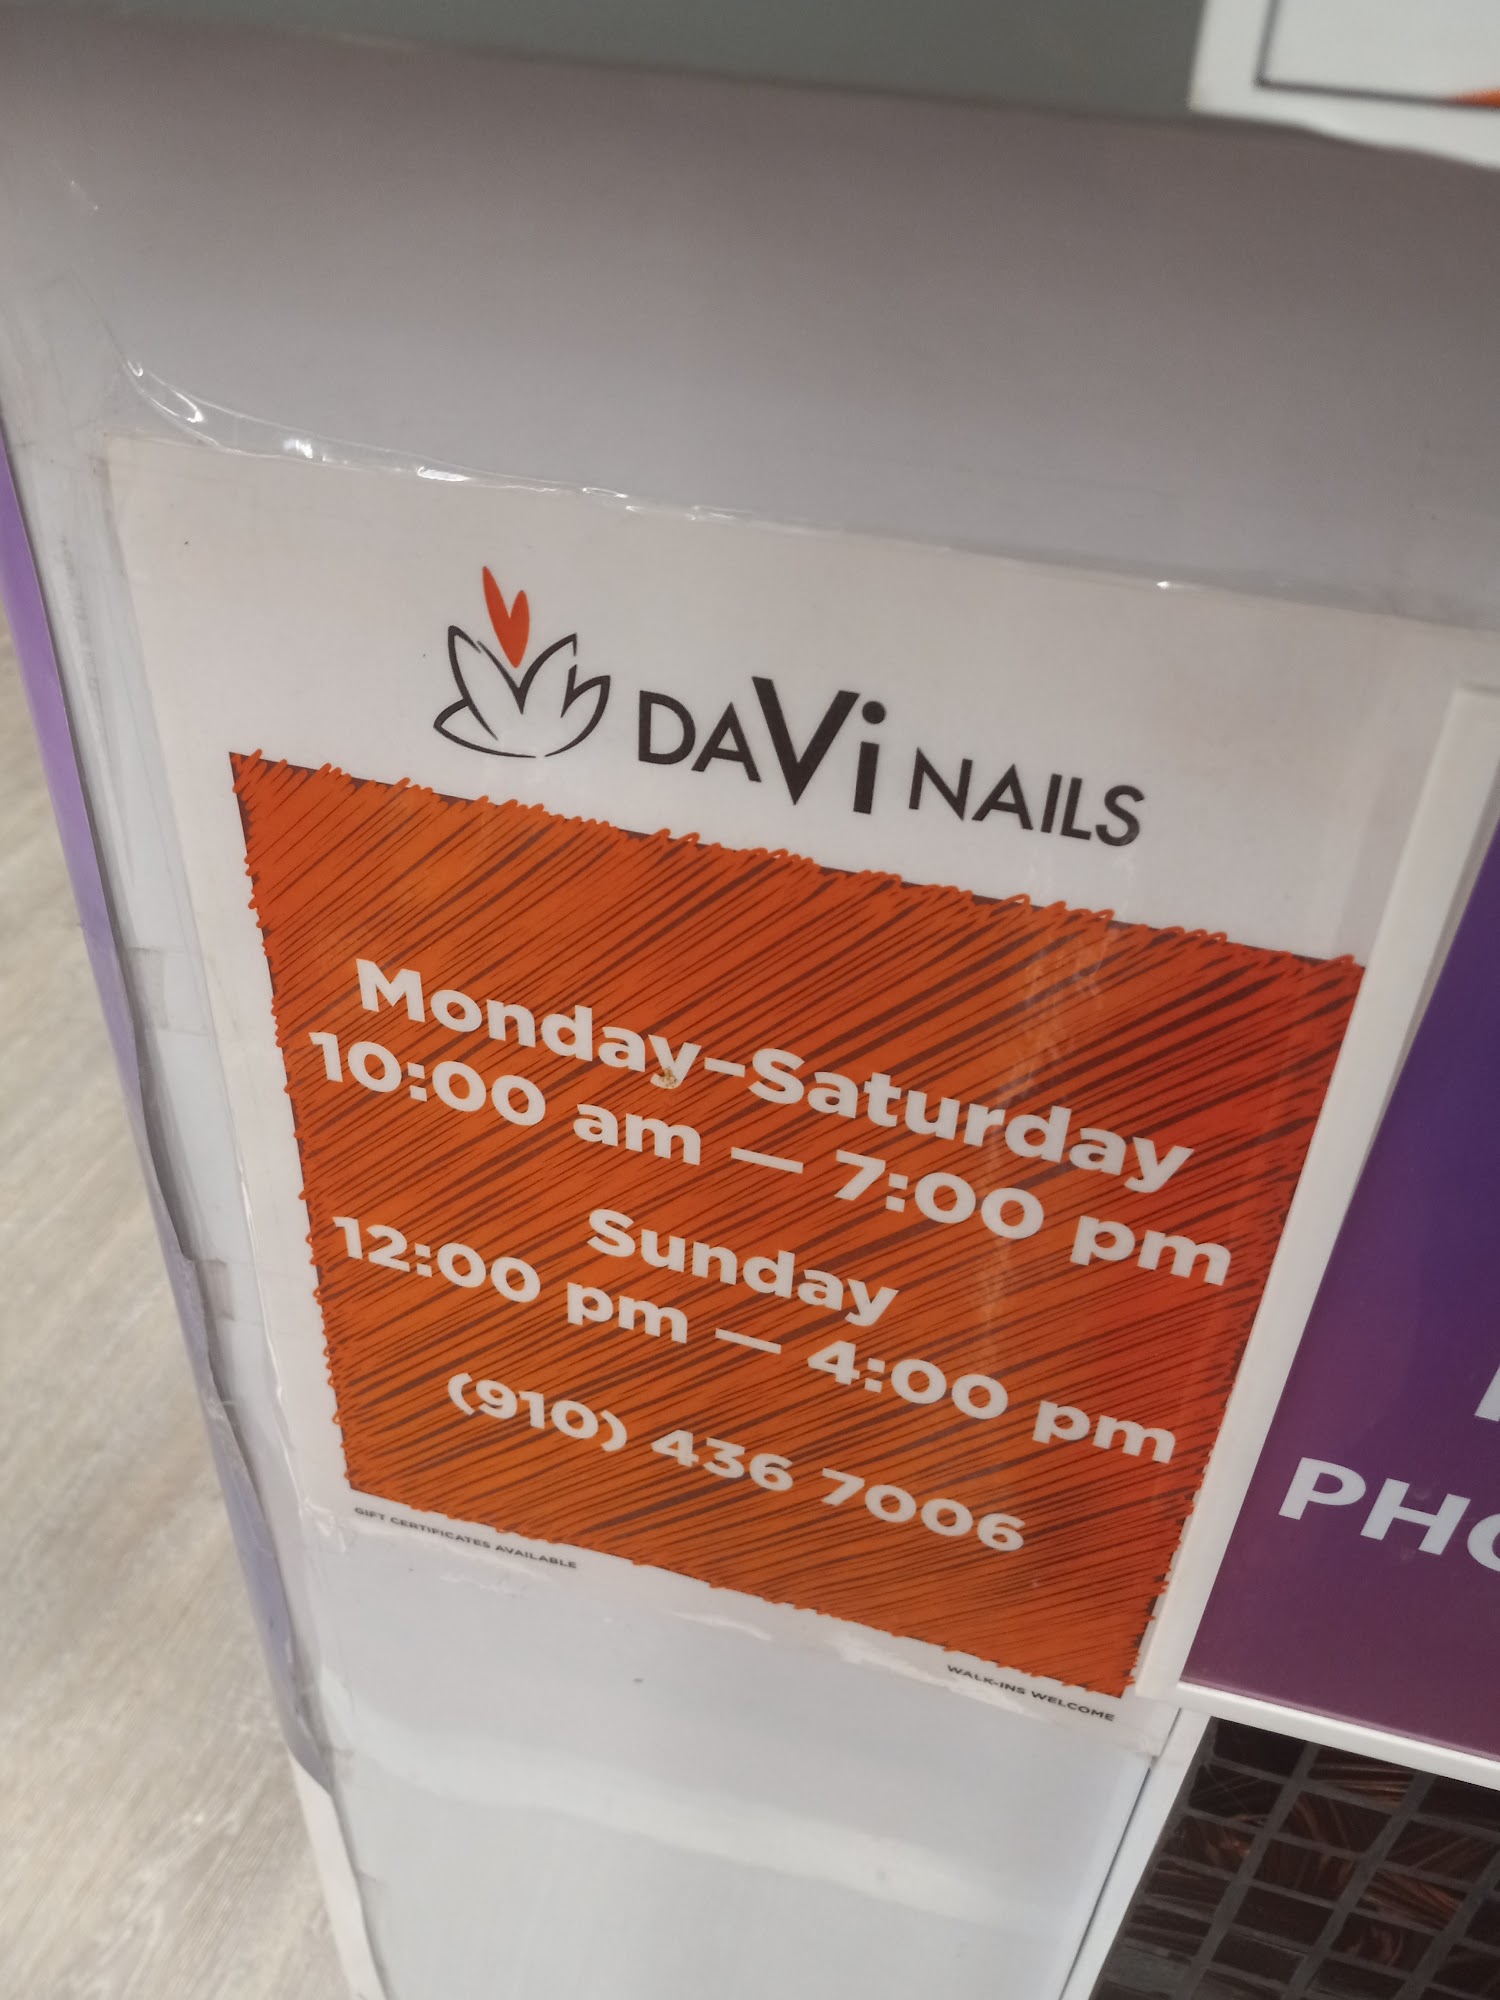 DAVi NAILS
Monday–Saturday
10:00 am — 7:00 pm
Sunday
12:00 pm — 4:00 pm
(910) 436 7006
GIFT CERTIFICATES AVAILABLE
WALK-INS WELCOME